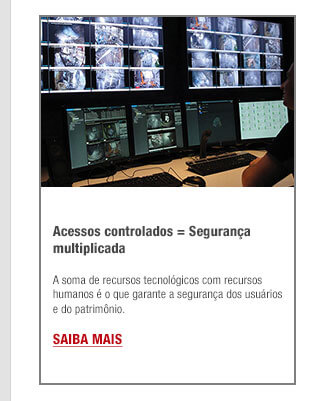 Acessos controlados = Segurança
multiplicada
A soma de recursos tecnológicos com recursos
humanos é o que garante a segurança dos usuários
e do patrimônio.
SAIBA MAIS